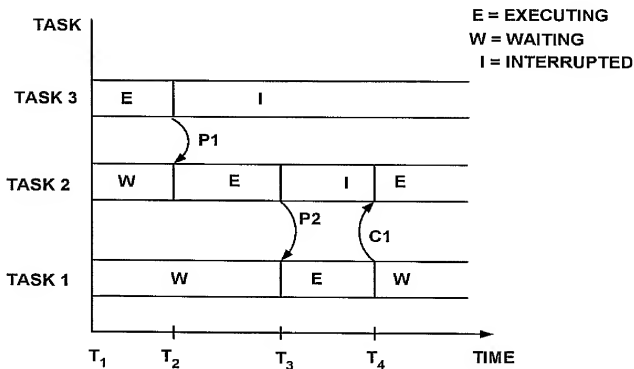 TASK
E = EXECUTING
W = WAITING
I = INTERRUPTED
TASK 3
E
I
P1
TASK 2
W
E
I
E
P2
C1
TASK 1
W
E
W
T1
T2
T3
T4
TIME